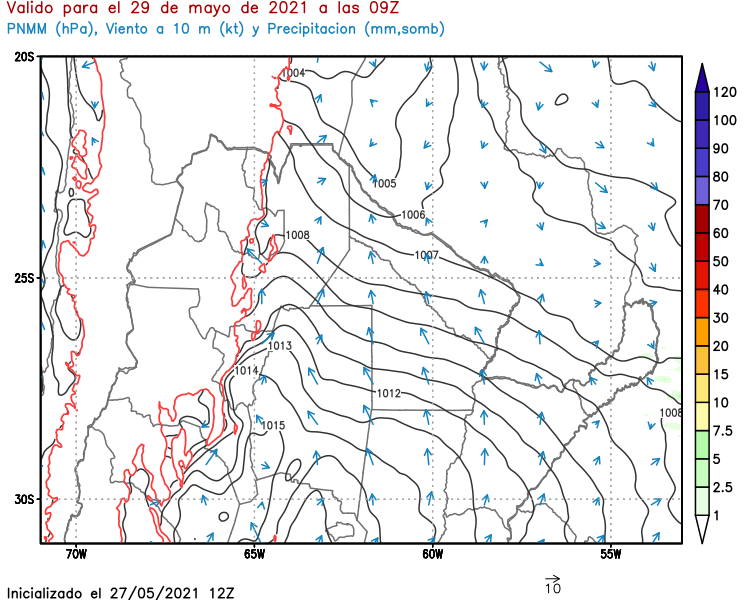 Valido para el 29 de mayo de 2021 a las 09Z
PNMM (hPa), Viento a 10 m (kt) y Precipitacion (mm,somb)
20S
25S
30S
70W
65W
60W
55W
1004
1005
1006
1007
1008
1013
1014
1012
1015
1008
120
100
90
80
70
60
50
40
30
20
15
10
7.5
5
2.5
1
10
Inicializado el 27/05/2021 12Z